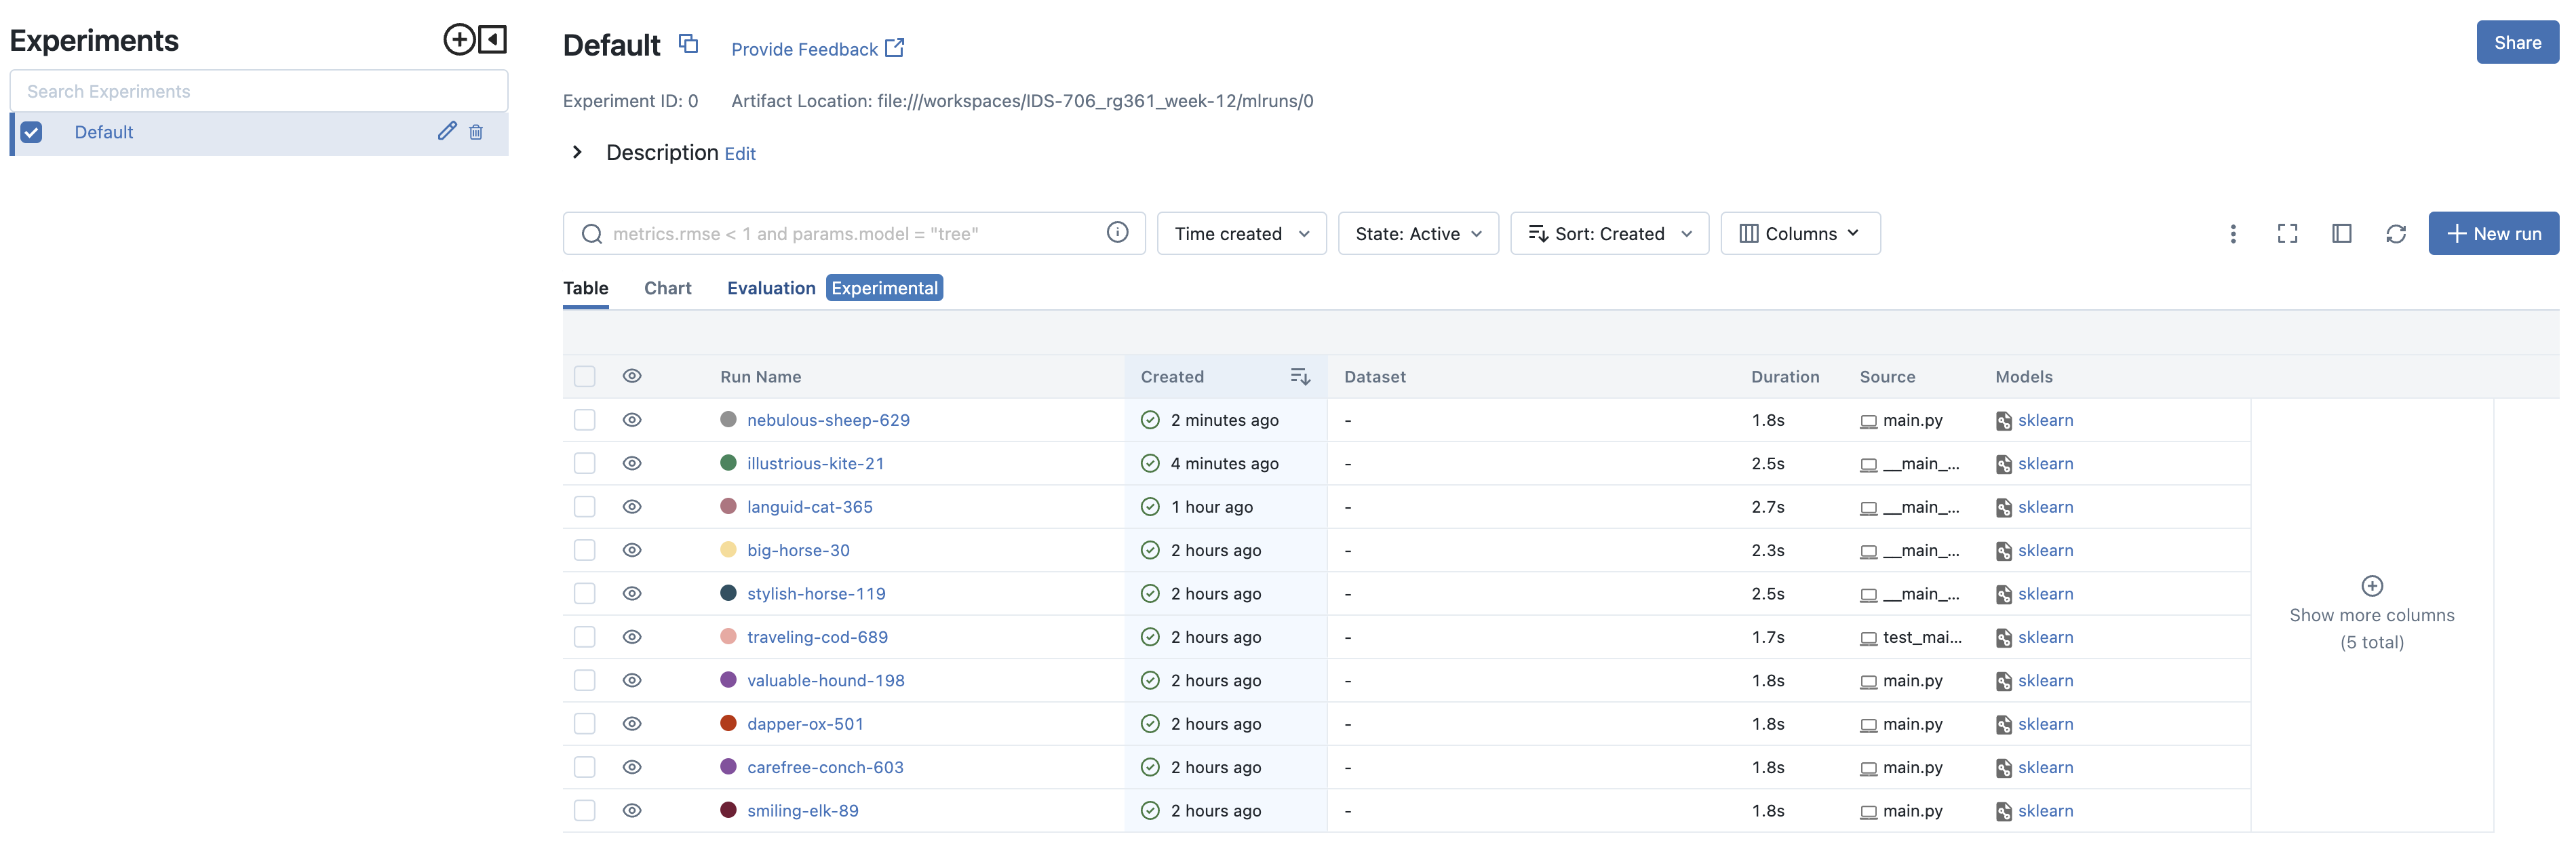 Experiments
Search Experiments
Default
Default Provide Feedback Share
Experiment ID: 0 Artifact Location: file:///workspaces/IDS-706_rg361_week-12/mlruns/0
Description Edit
metrics.rmse < 1 and params.model = "tree" Time created State: Active Sort: Created Columns New run
Table Chart Evaluation Experimental
Run Name Created Dataset Duration Source Models
nebulous-sheep-629 2 minutes ago - 1.8s main.py sklearn
illustrious-kite-21 4 minutes ago - 2.5s __main_... sklearn
languid-cat-365 1 hour ago - 2.7s __main_... sklearn
big-horse-30 2 hours ago - 2.3s __main_... sklearn
stylish-horse-119 2 hours ago - 2.5s __main_... sklearn
traveling-cod-689 2 hours ago - 1.7s test_mai... sklearn
valuable-hound-198 2 hours ago - 1.8s main.py sklearn
dapper-ox-501 2 hours ago - 1.8s main.py sklearn
carefree-conch-603 2 hours ago - 1.8s main.py sklearn
smiling-elk-89 2 hours ago - 1.8s main.py sklearn
Show more columns
(5 total)